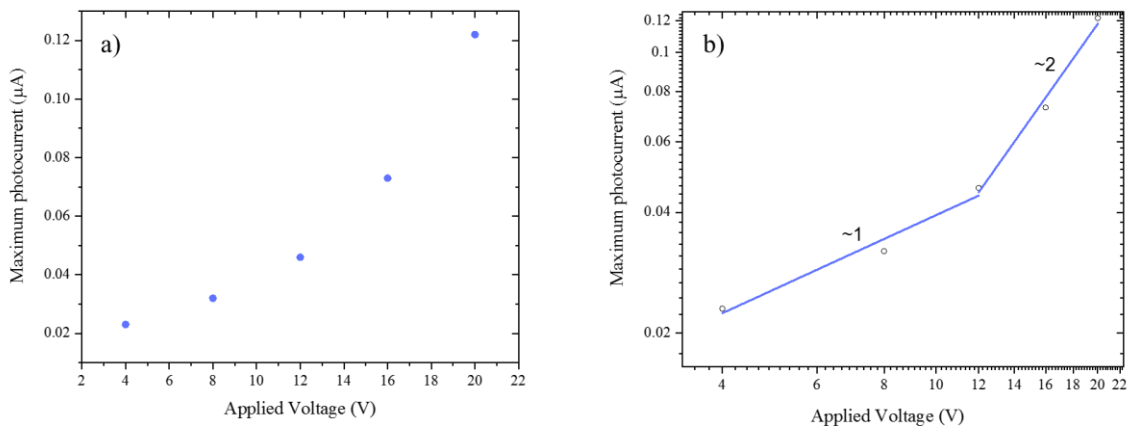 a)
Maximum photocurrent (µA)
0.12
0.10
0.08
0.06
0.04
0.02
2 4 6 8 10 12 14 16 18 20 22
Applied Voltage (V)
b)
Maximum photocurrent (µA)
0.12
0.1
0.08
0.06
0.04
0.02
~1
~2
4 6 8 10 12 14 16 18 20 22
Applied Voltage (V)